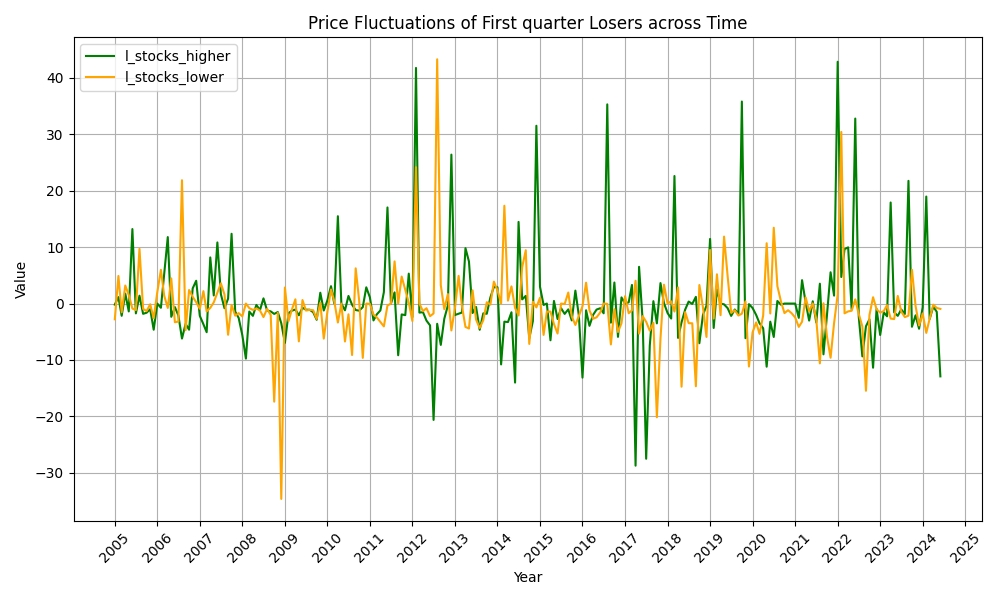 Price Fluctuations of First quarter Losers across Time
l_stocks_higher
l_stocks_lower
40
30
20
10
0
−10
−20
−30
Value
2005 2006 2007 2008 2009 2010 2011 2012 2013 2014 2015 2016 2017 2018 2019 2020 2021 2022 2023 2024 2025
Year